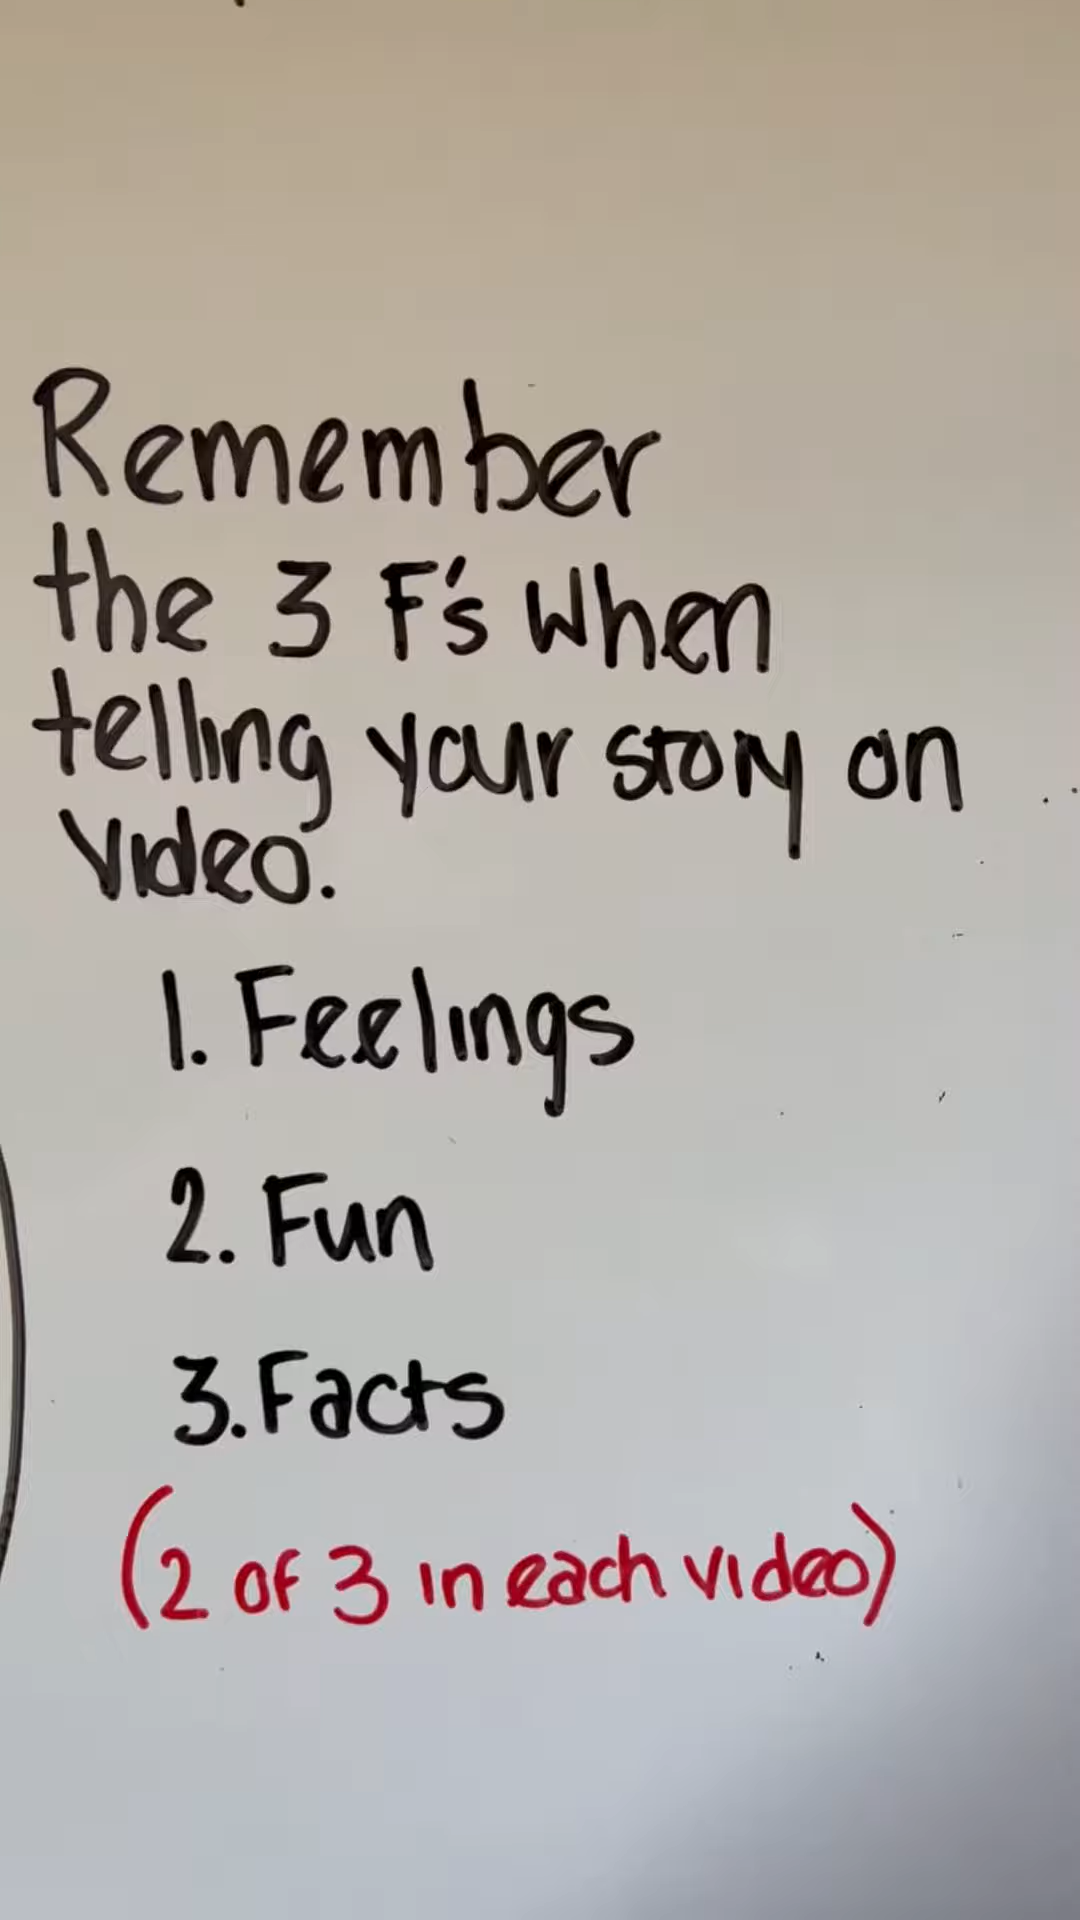 Remember
the 3 F's when
telling your story on
Video.
1. Feelings
2. Fun
3. Facts
(2 of 3 in each video)